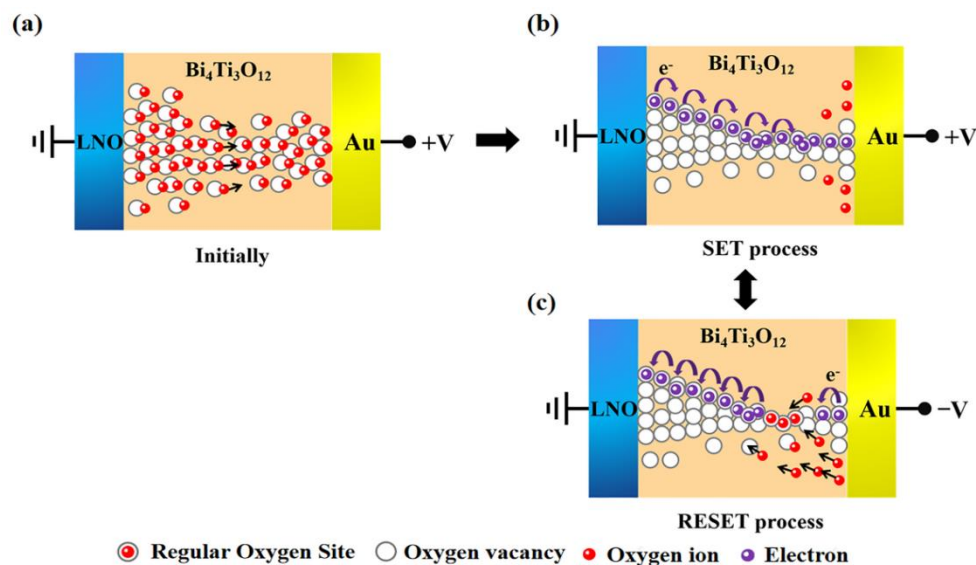 (a)
Bi₄Ti₃O₁₂
LNO
Au
+V
Initially
(b)
Bi₄Ti₃O₁₂
e⁻
LNO
Au
+V
SET process
(c)
Bi₄Ti₃O₁₂
e⁻
LNO
Au
−V
RESET process
Regular Oxygen Site Oxygen vacancy Oxygen ion Electron